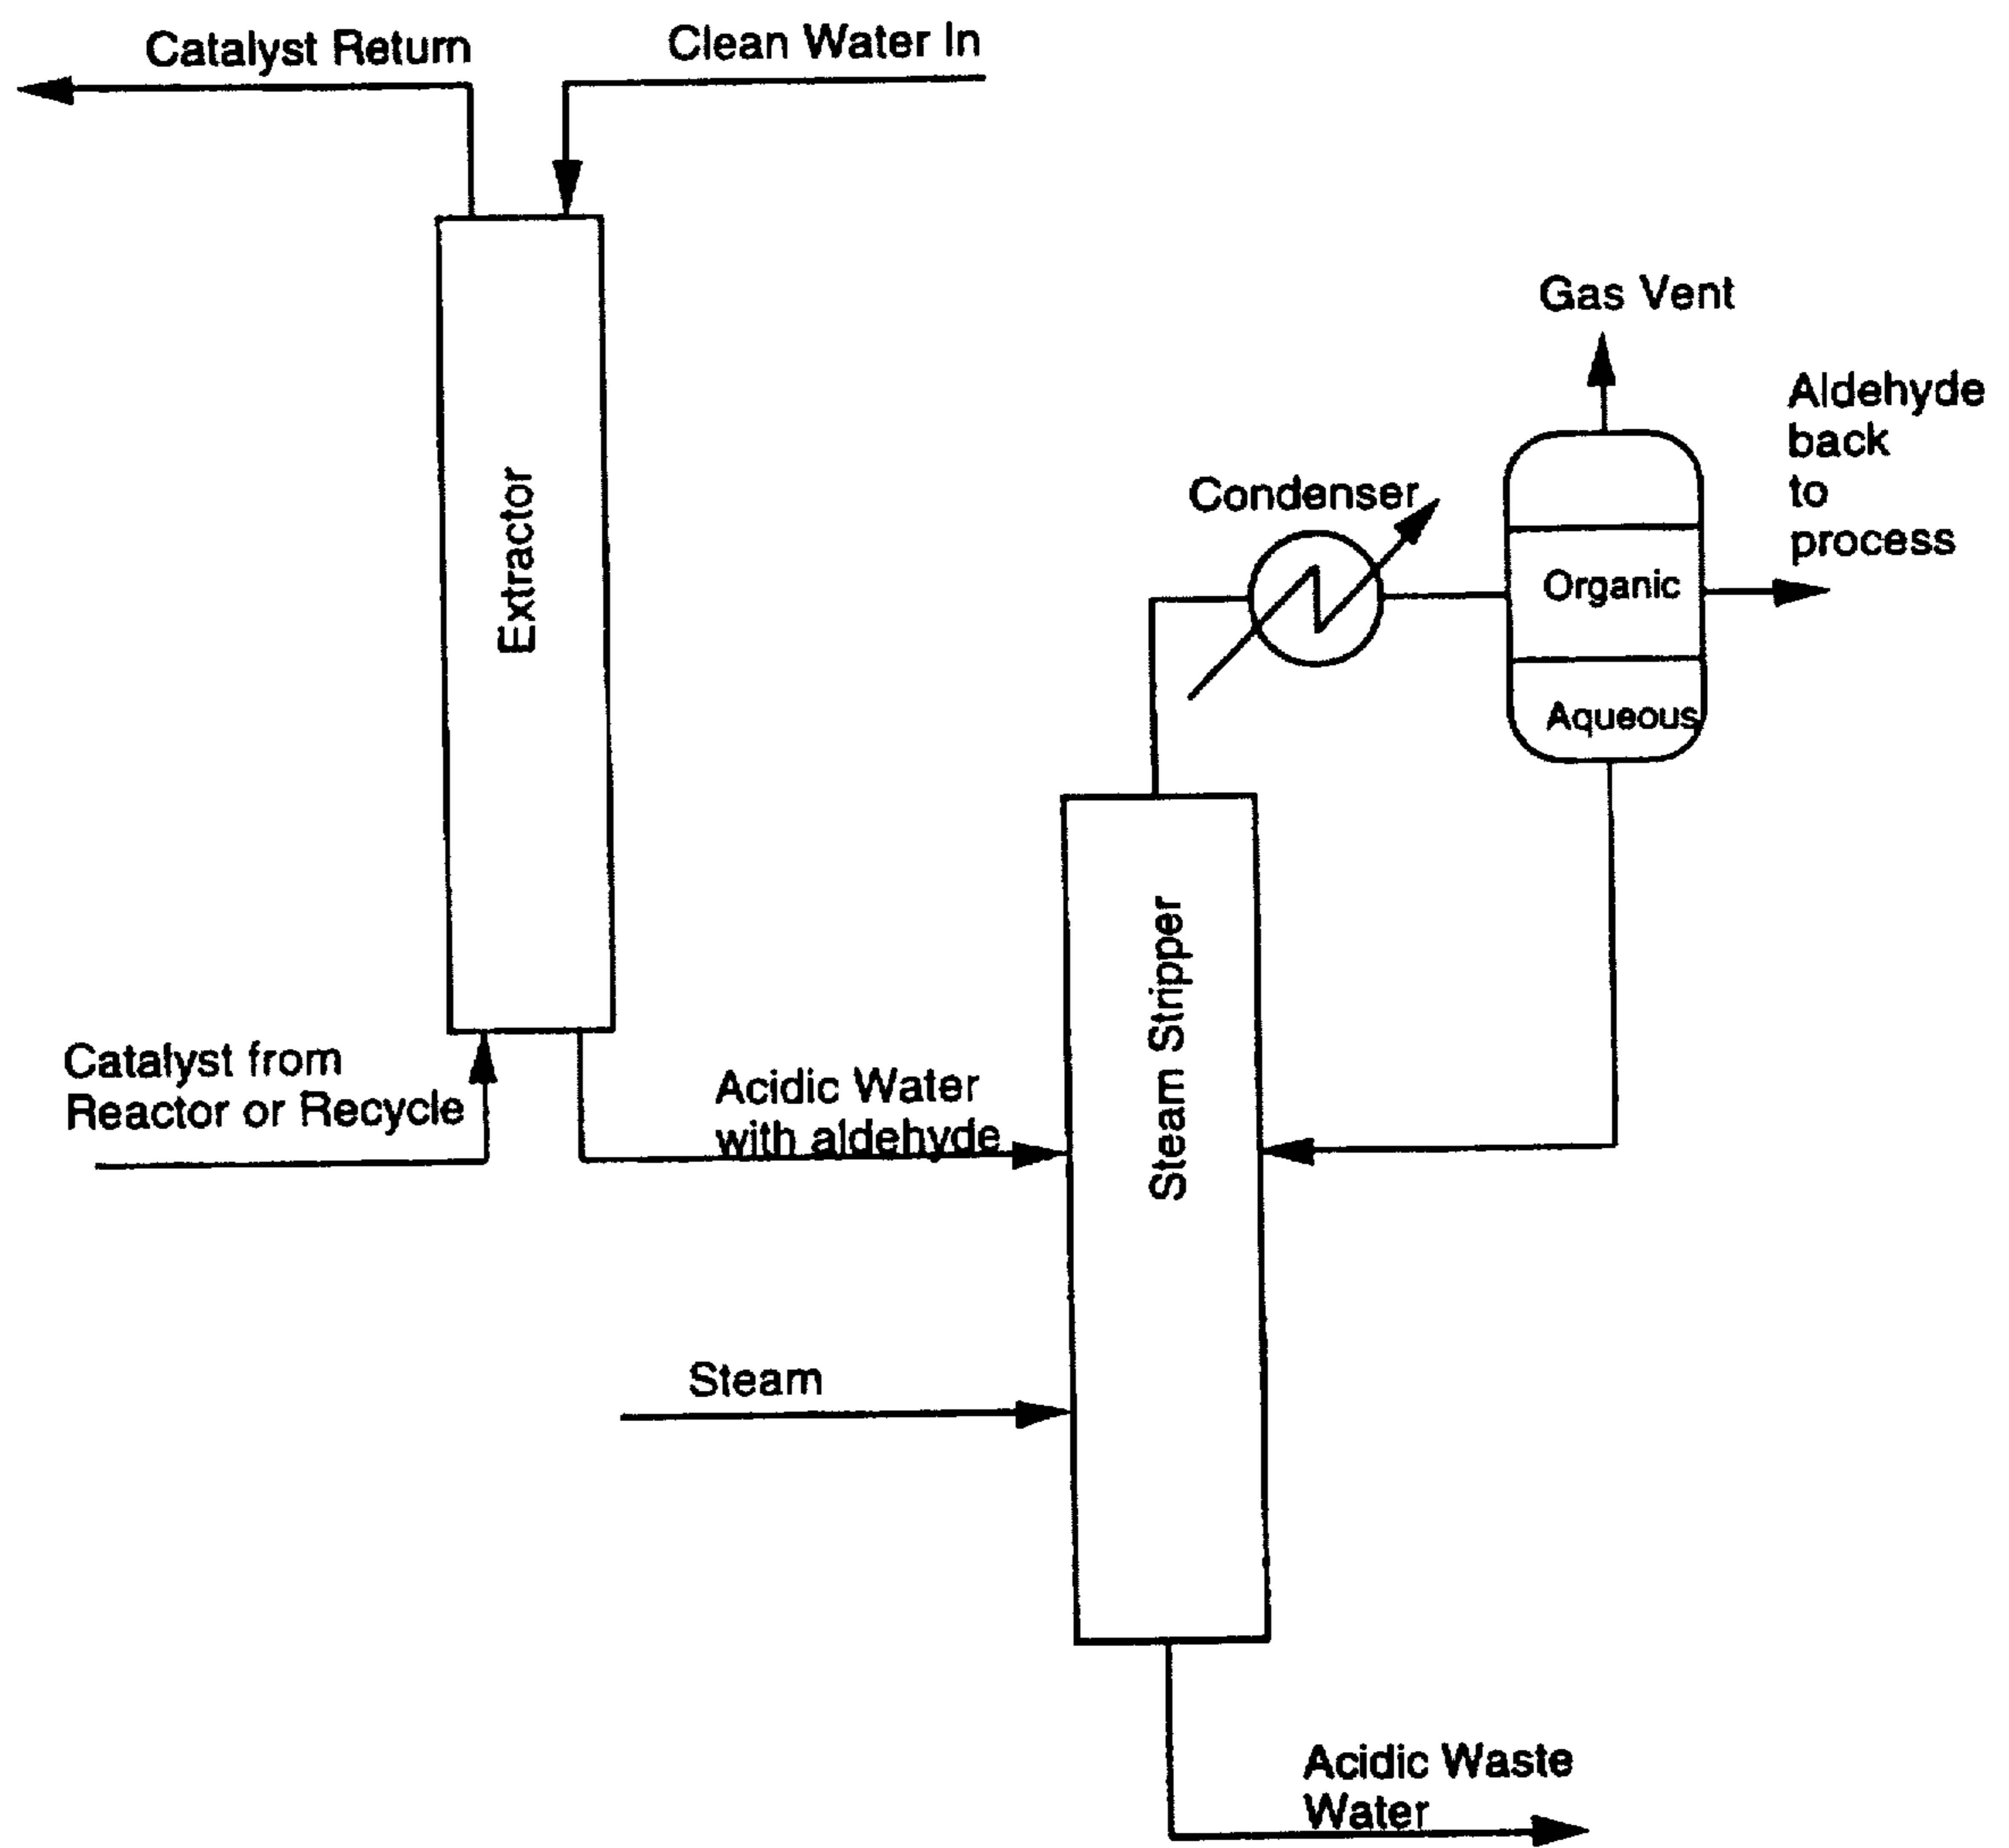 Catalyst Return
Clean Water In
Extractor
Gas Vent
Aldehyde
back
to
process
Condenser
Organic
Aqueous
Steam Stripper
Catalyst from
Reactor or Recycle
Acidic Water
with aldehyde
Steam
Acidic Waste
Water